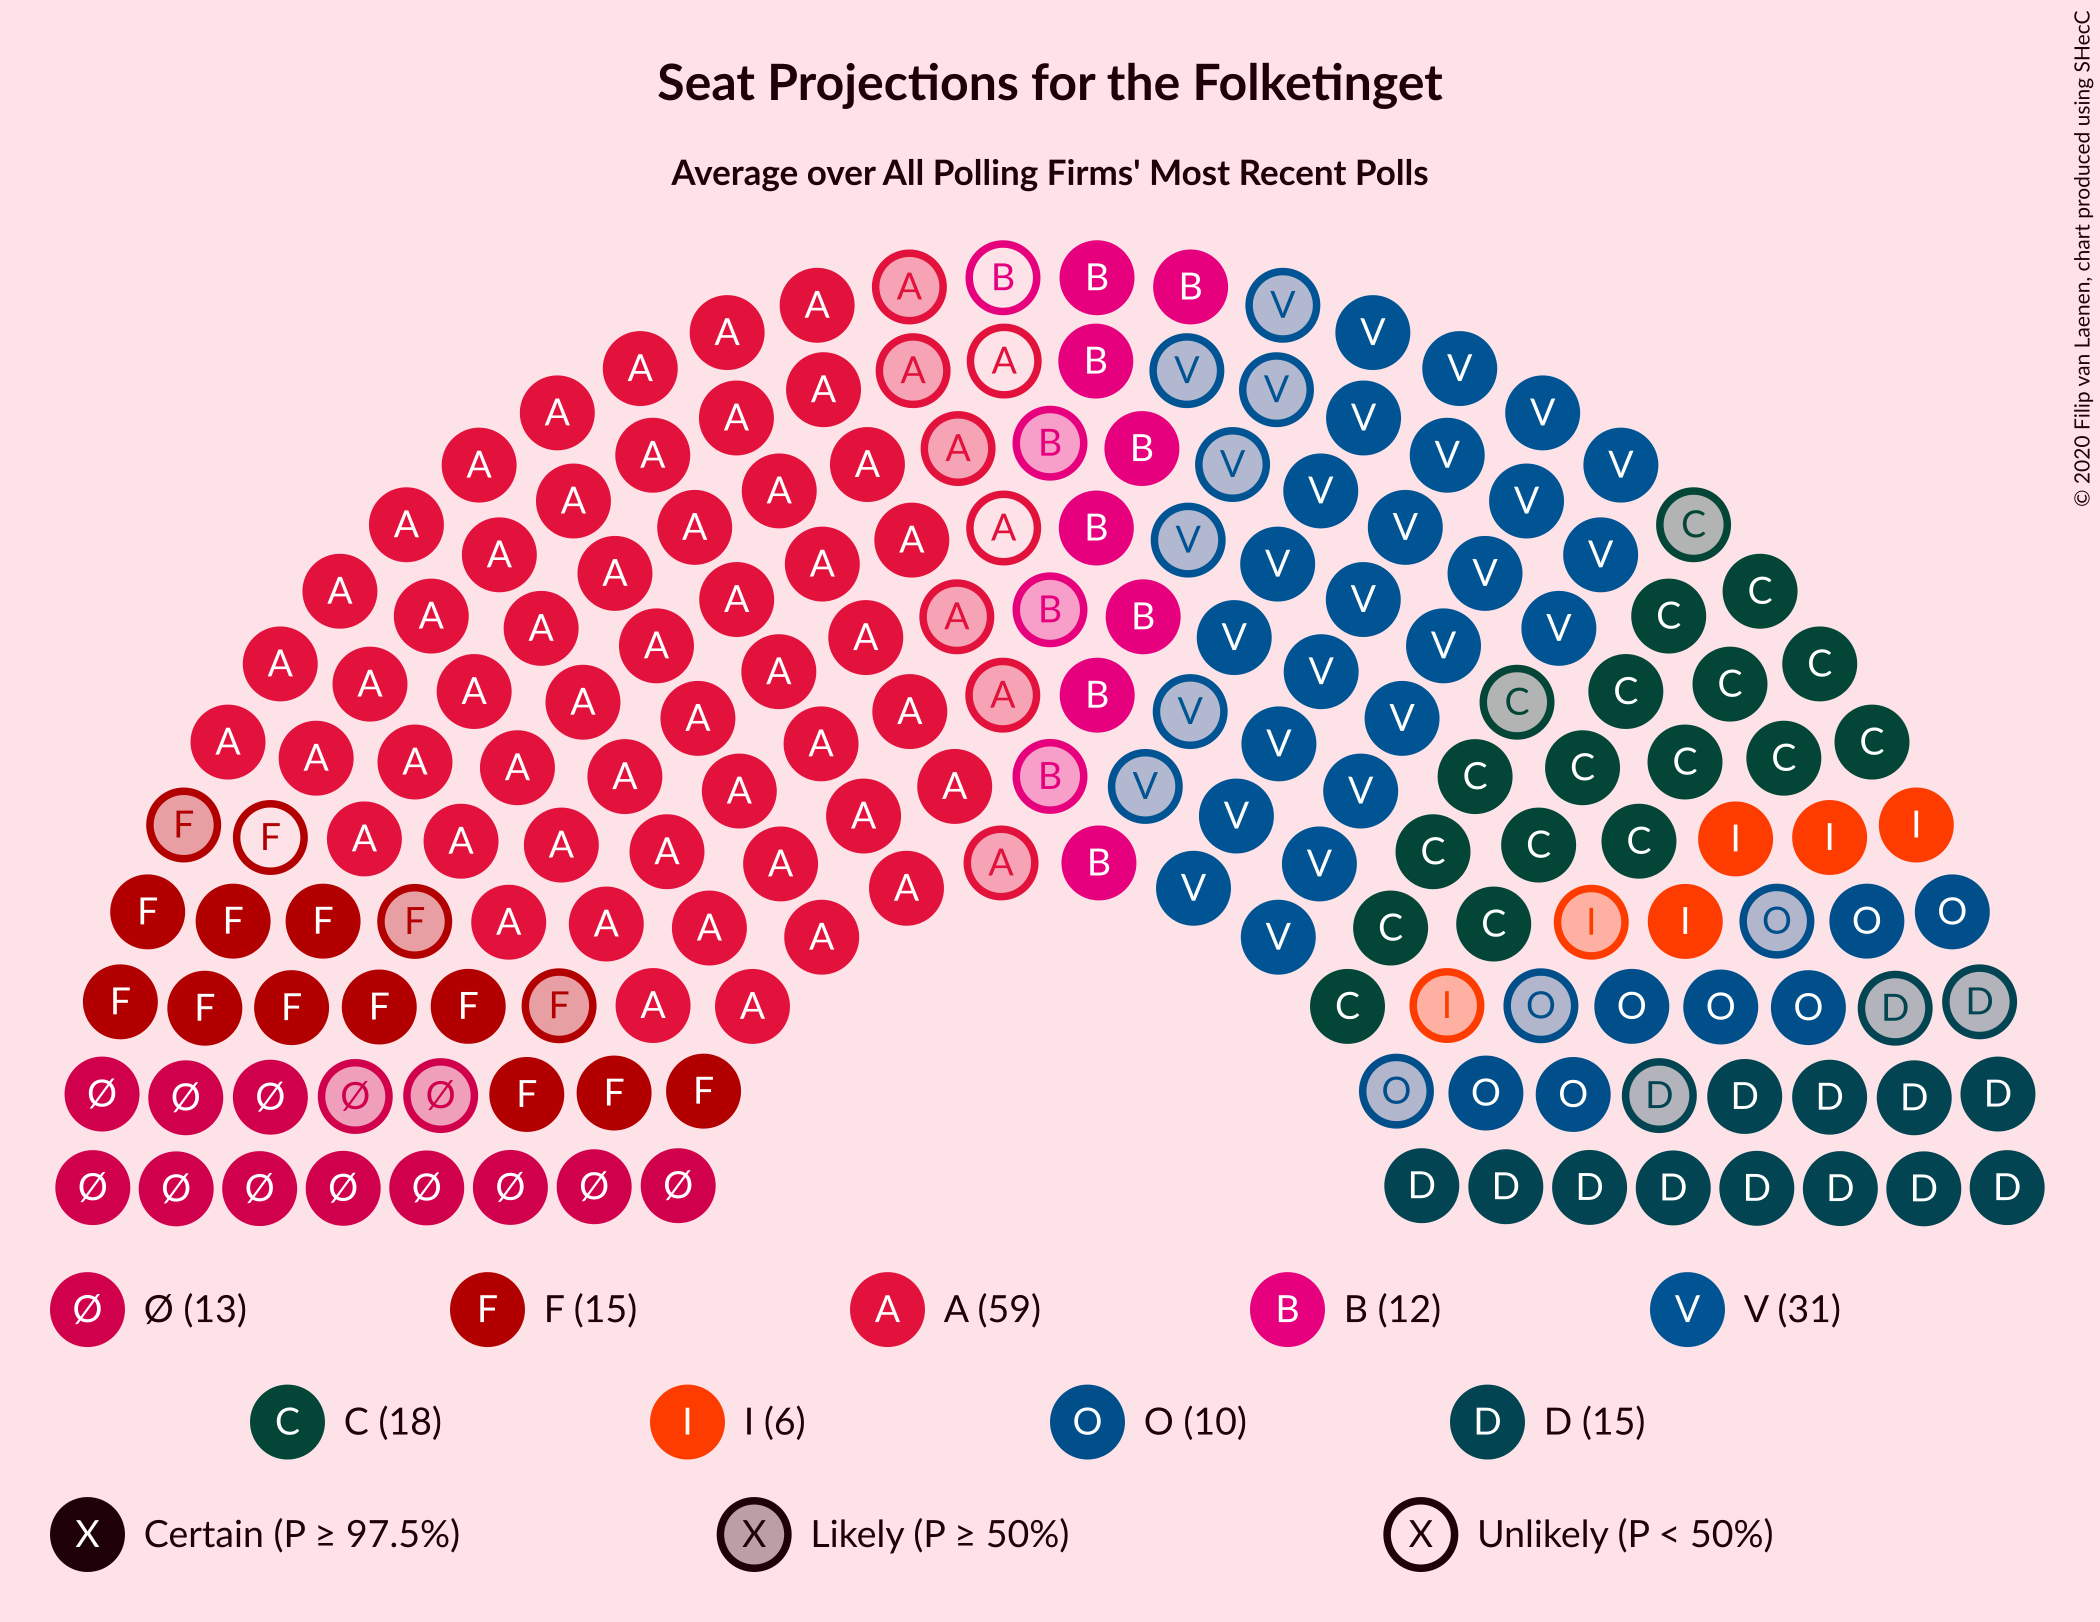 Seat Projections for the Folketinget
Average over All Polling Firms' Most Recent Polls
© 2020 Filip van Laenen, chart produced using SHecC
B B B
A V
A V
A V
A B V
A A V
A V
A V V
A V
A B V
A A B V V
A V
A A V V
A V
A V
A A B V V C
A A V V
A A V V
A V
A A V V
A C
A B V
A A B V V C
A A V V
A A V V
A A V C
A C
A A V C
A C
A A B V C
A A C C
A A V V
A V
A A V C
A A V C
A C
A A C C
A B C
A A V V
A V
A A V
F I
F A I I
A A C C
A A C C
A B
A V
F O
F F F A I I O O
A A C C
A V
F D
F F F F F A I O O O O D D
A C
F F F O O O
Ø Ø Ø Ø Ø D D D D D
Ø Ø Ø Ø Ø Ø Ø Ø D D D D D D D D
Ø Ø (13) F F (15) A A (59) B B (12) V V (31)
C C (18) I I (6) O O (10) D D (15)
X Certain (P ≥ 97.5%) X Likely (P ≥ 50%) X Unlikely (P < 50%)